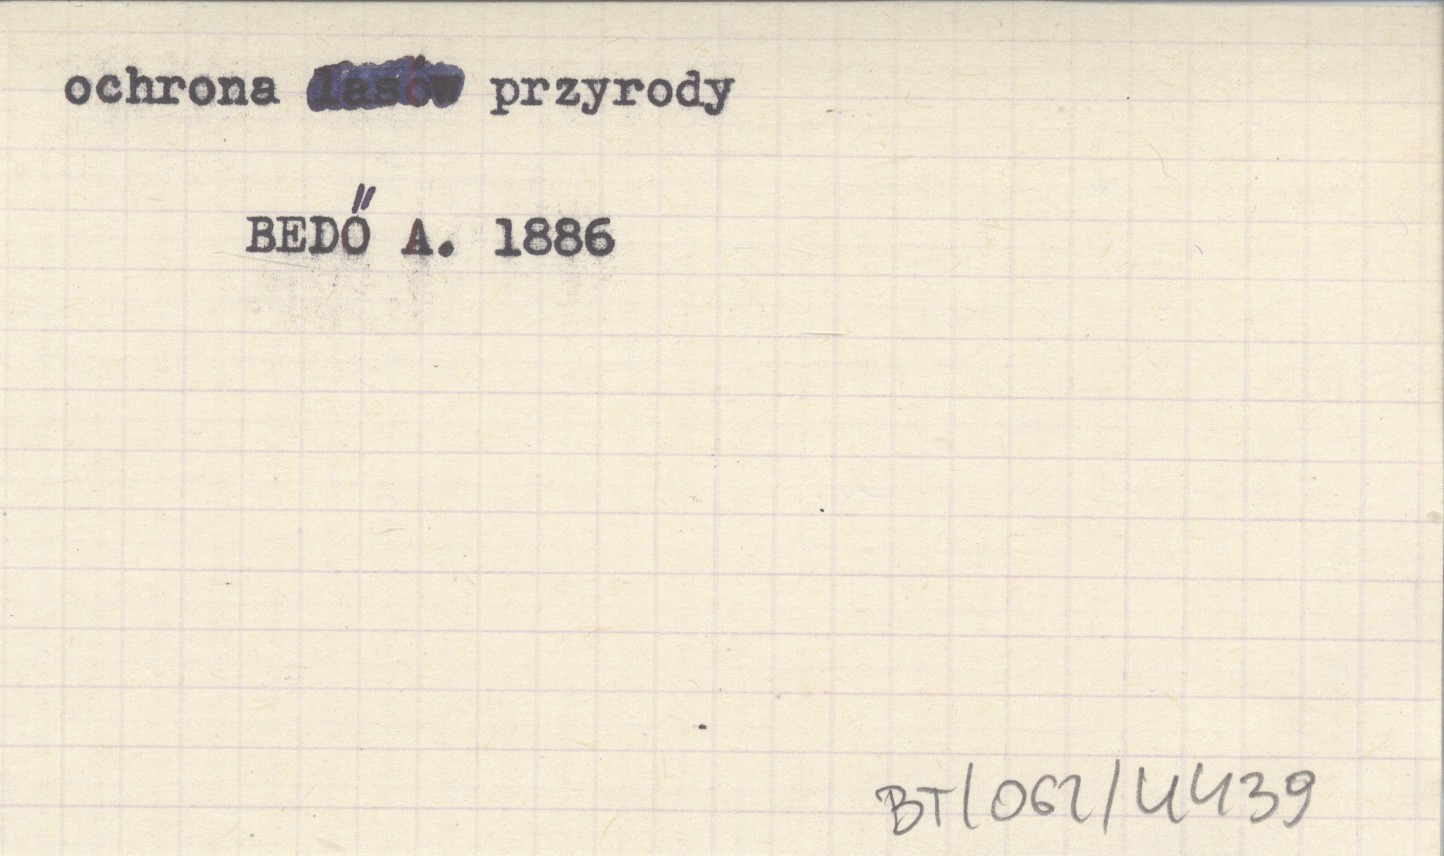 ochrona lasów przyrody
BEDŐ A. 1886
BT/062/4439